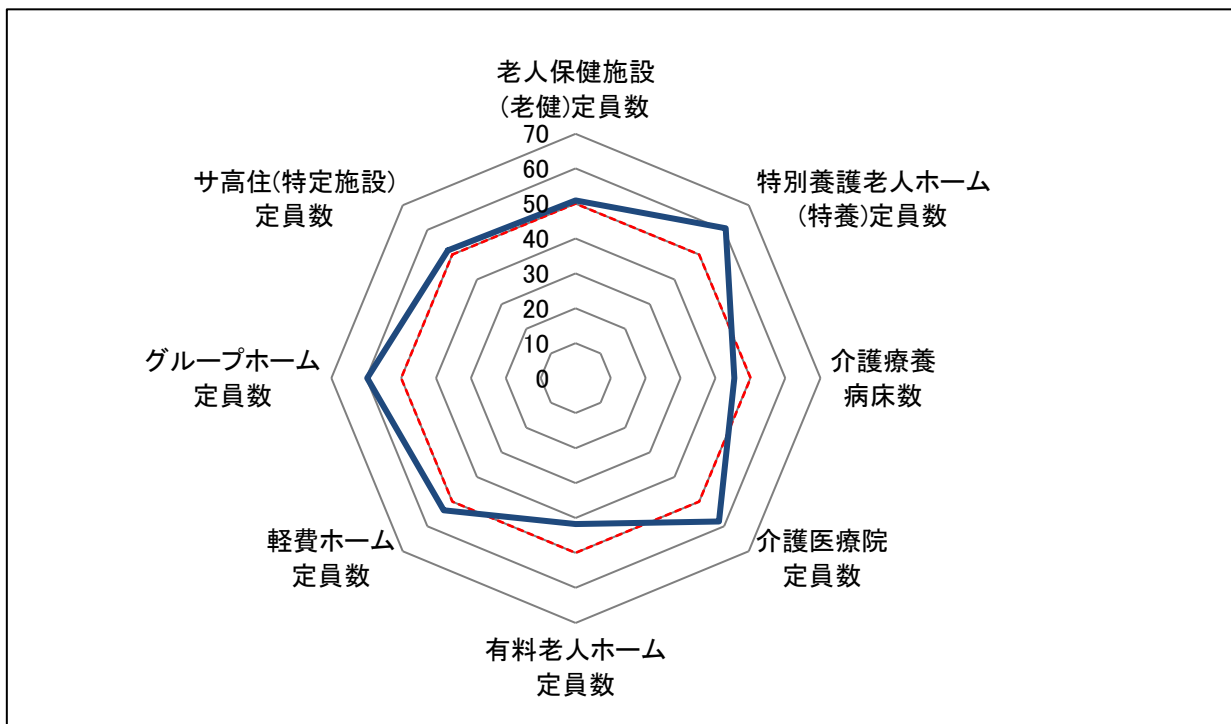 老人保健施設
(老健)定員数
70
60
50
40
30
20
10
0
特別養護老人ホーム
(特養)定員数
介護療養
病床数
介護医療院
定員数
有料老人ホーム
定員数
軽費ホーム
定員数
グループホーム
定員数
サ高住(特定施設)
定員数